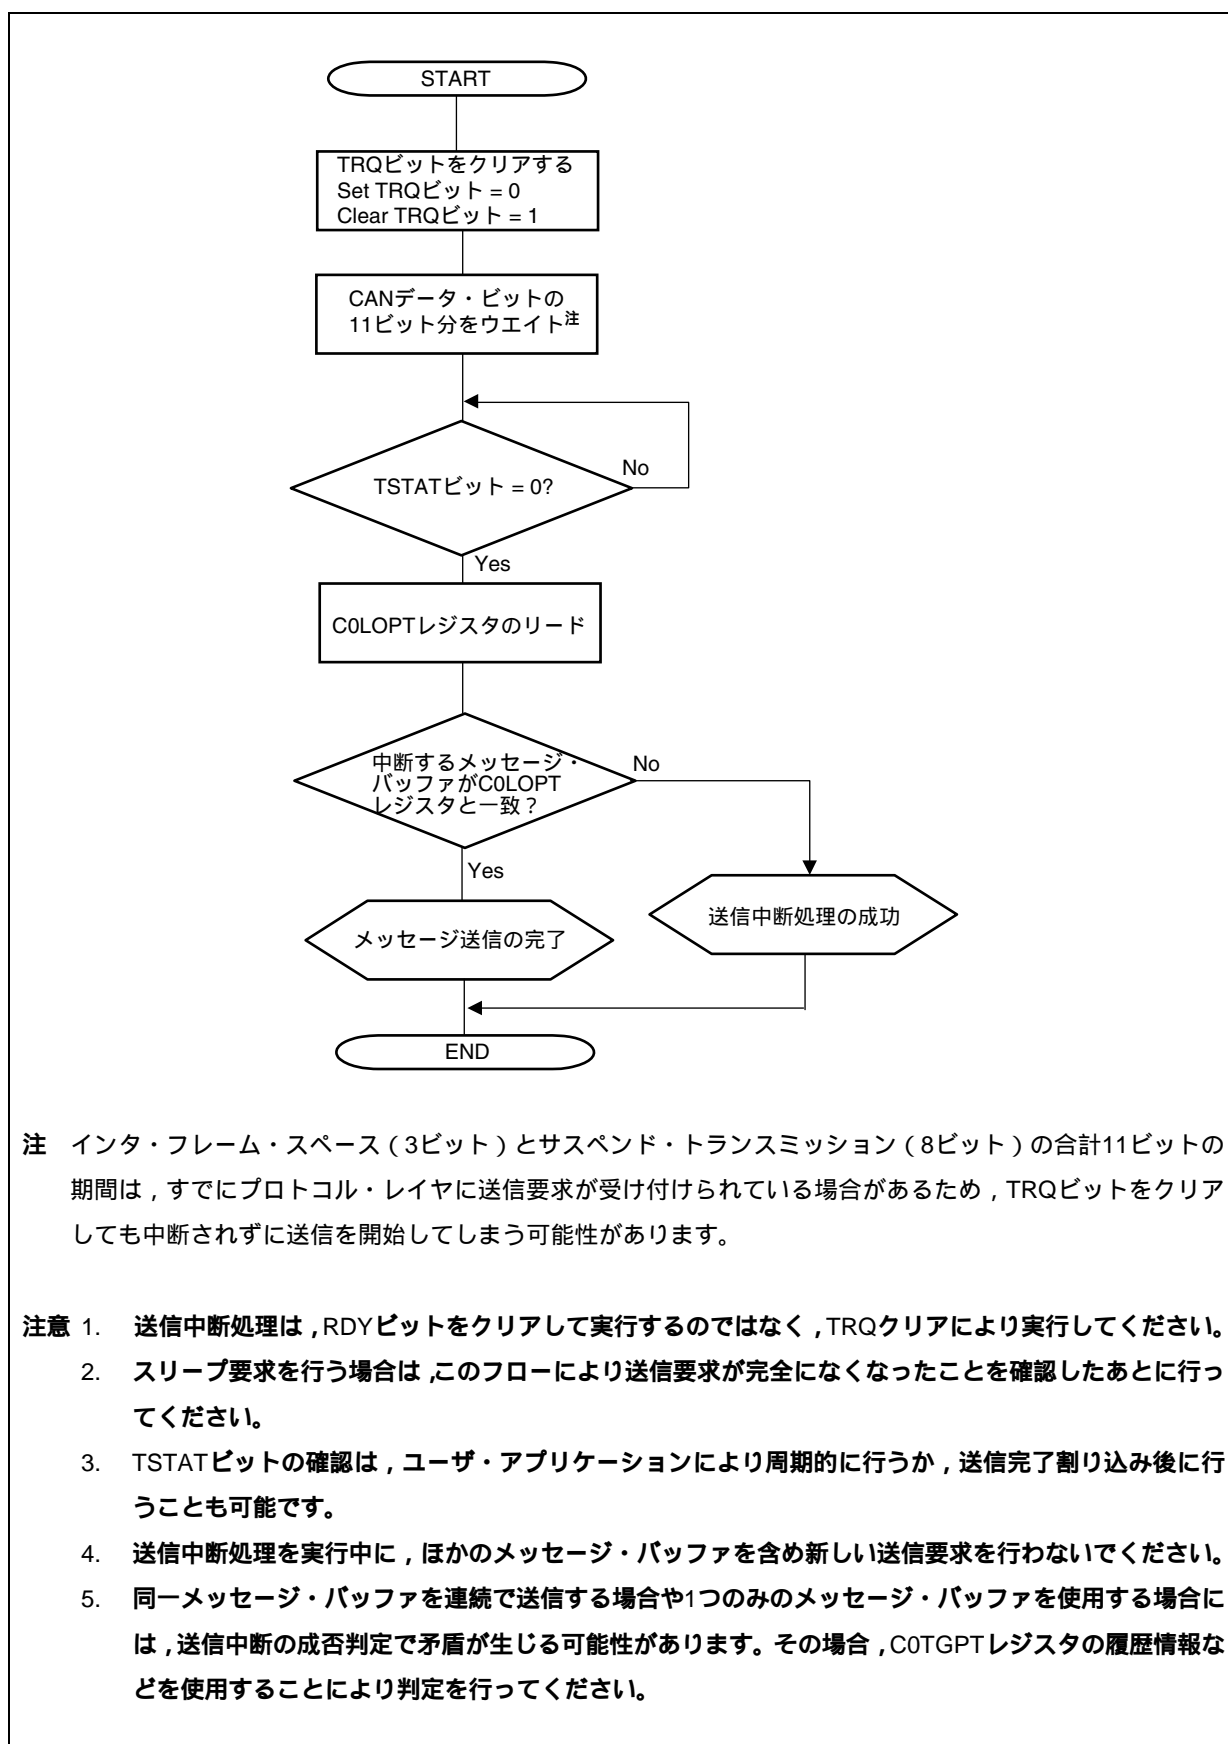 START
TRQビットをクリアする
Set TRQビット = 0
Clear TRQビット = 1
CANデータ・ビットの
11ビット分をウエイト注
TSTATビット = 0?
No
Yes
C0LOPTレジスタのリード
中断するメッセージ・
バッファがC0LOPT
レジスタと一致？
No
Yes
送信中断処理の成功
メッセージ送信の完了
END
注 インタ・フレーム・スペース（3ビット）とサスペンド・トランスミッション（8ビット）の合計11ビットの
期間は，すでにプロトコル・レイヤに送信要求が受け付けられている場合があるため，TRQビットをクリア
しても中断されずに送信を開始してしまう可能性があります。
注意 1. 送信中断処理は，RDYビットをクリアして実行するのではなく，TRQクリアにより実行してください。
2. スリープ要求を行う場合は，このフローにより送信要求が完全になくなったことを確認したあとに行っ
てください。
3. TSTATビットの確認は，ユーザ・アプリケーションにより周期的に行うか，送信完了割り込み後に行
うことも可能です。
4. 送信中断処理を実行中に，ほかのメッセージ・バッファを含め新しい送信要求を行わないでください。
5. 同一メッセージ・バッファを連続で送信する場合や1つのみのメッセージ・バッファを使用する場合に
は，送信中断の成否判定で矛盾が生じる可能性があります。その場合，C0TGPTレジスタの履歴情報な
どを使用することにより判定を行ってください。